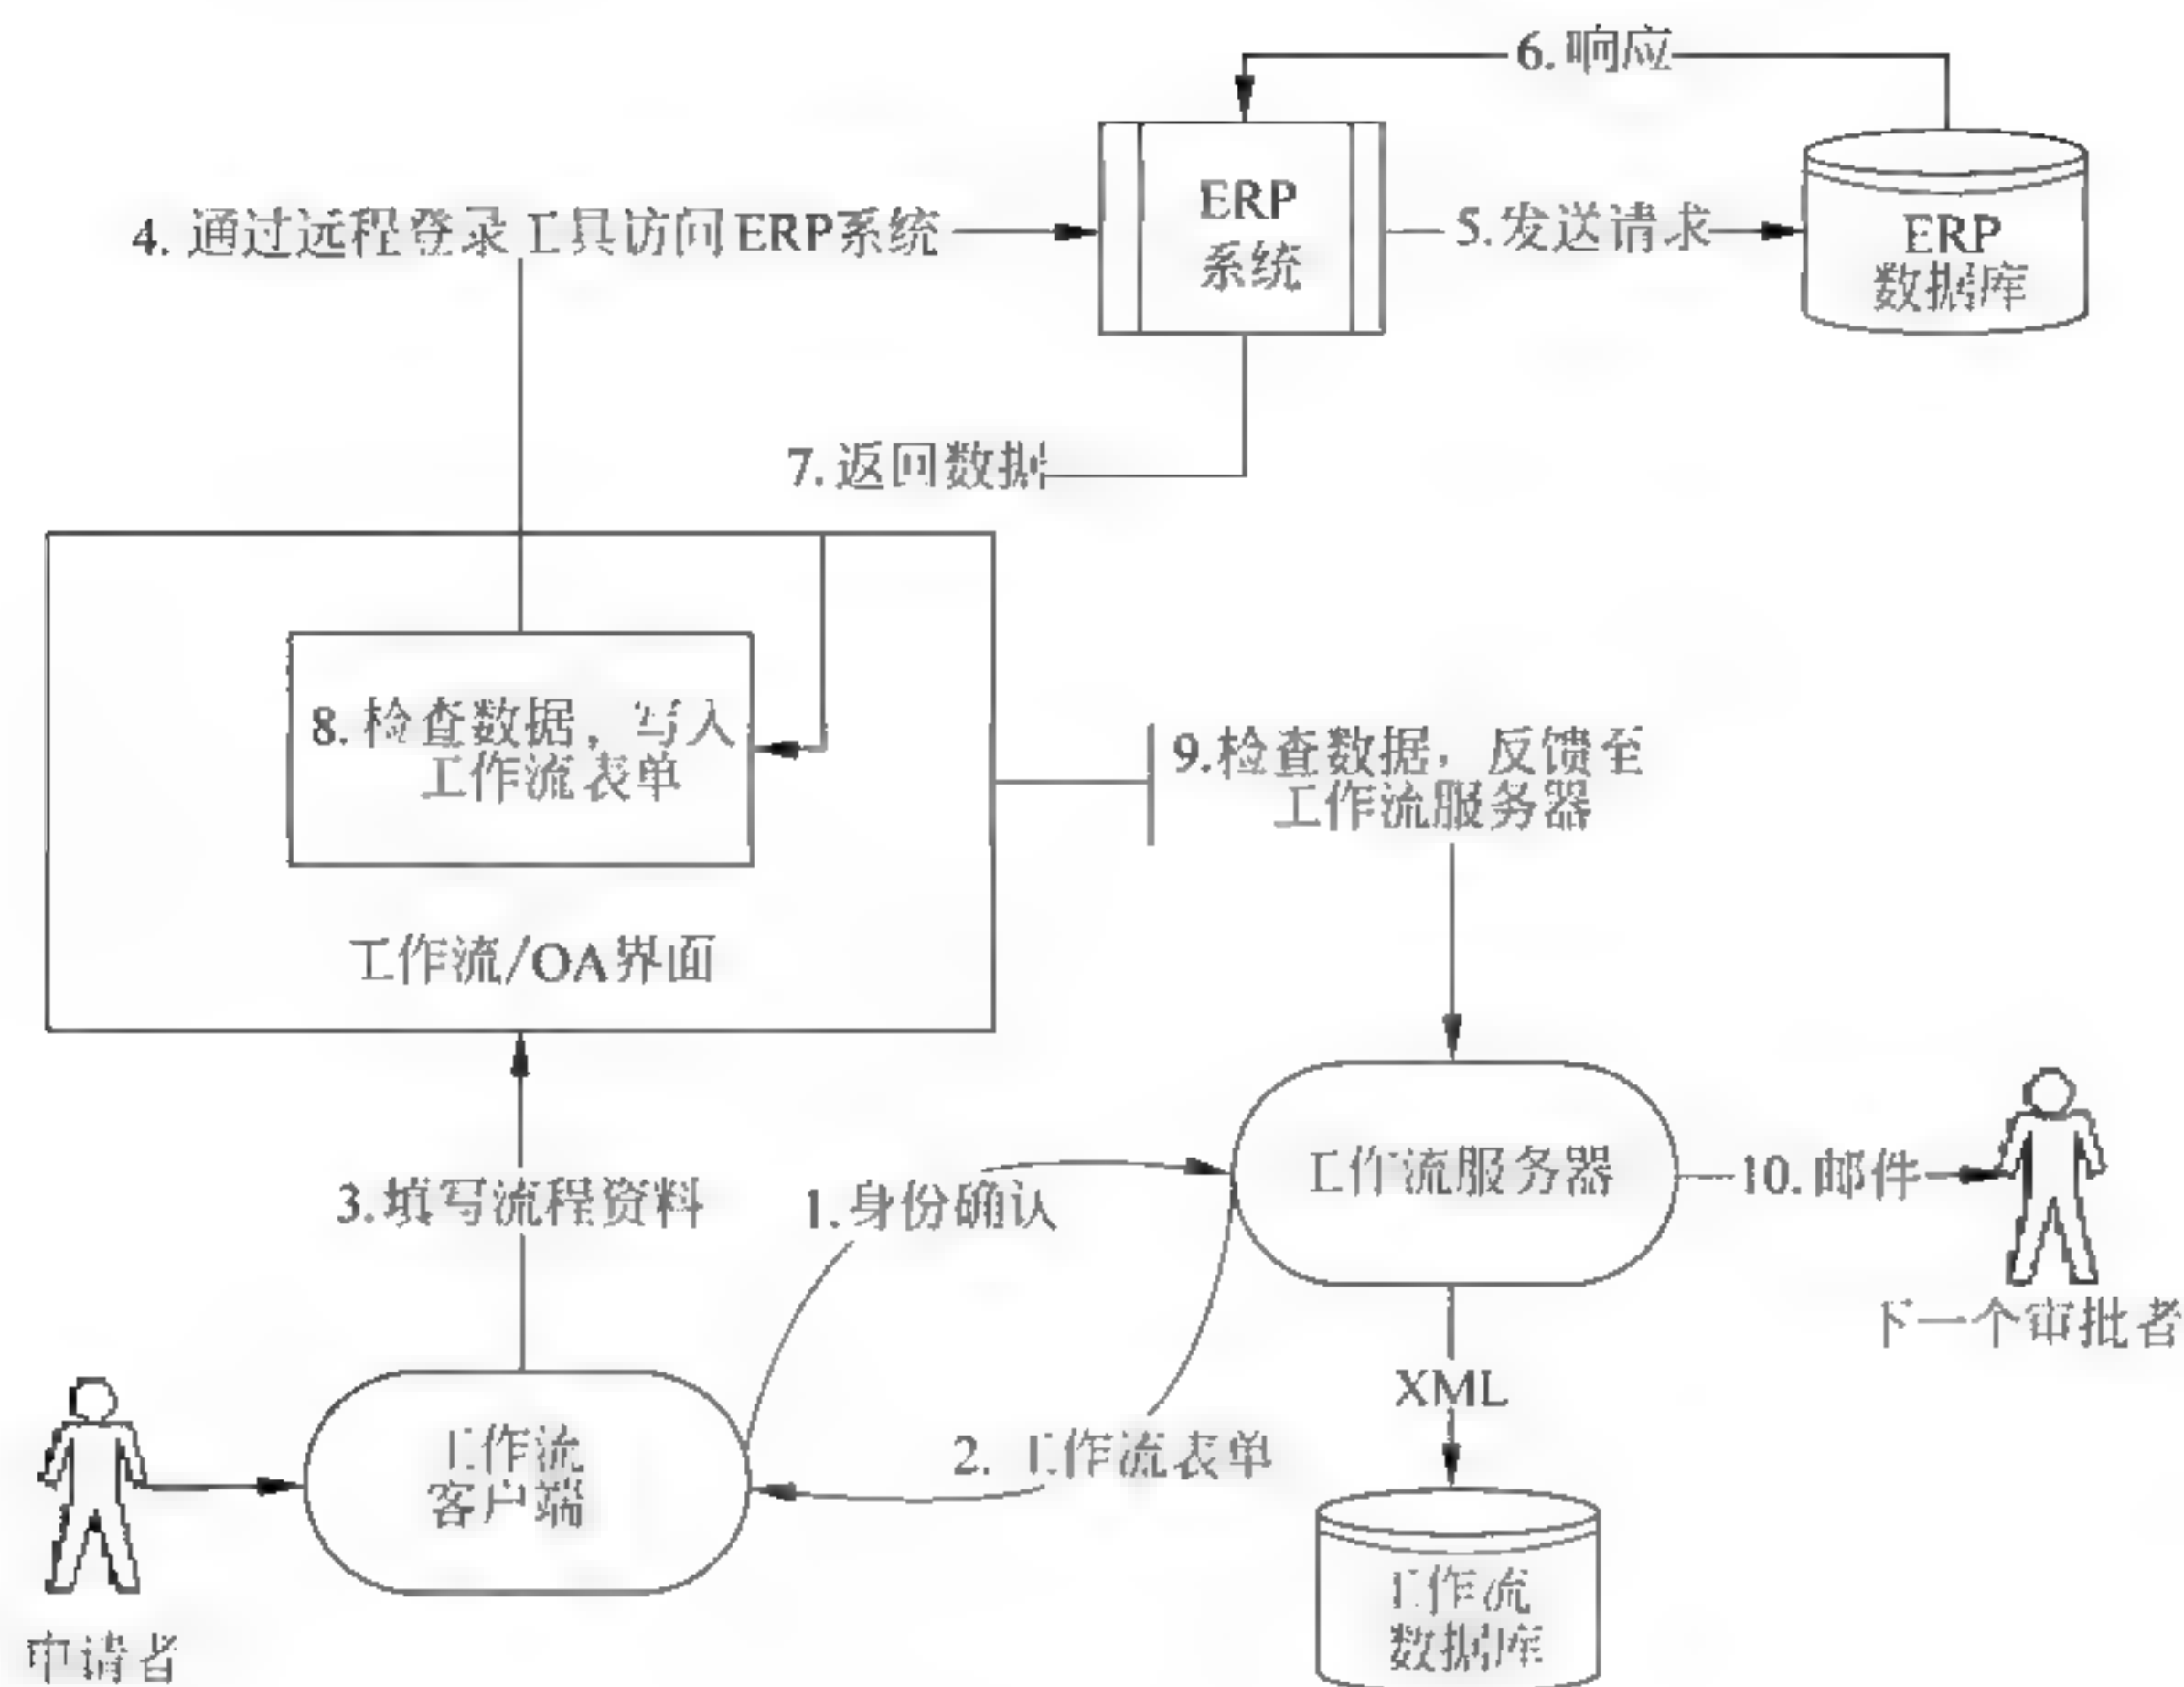 6.响应
4. 通过远程登录工具访问ERP系统
ERP
系统
5.发送请求
ERP
数据库
7.返回数据
8.检查数据，写入
工作流表单
工作流/OA界面
9.检查数据，反馈至
工作流服务器
3.填写流程资料
1.身份确认
工作流服务器
10.邮件
下一个审批者
XML
工作流
客户端
2. 工作流表单
工作流
数据库
申请者